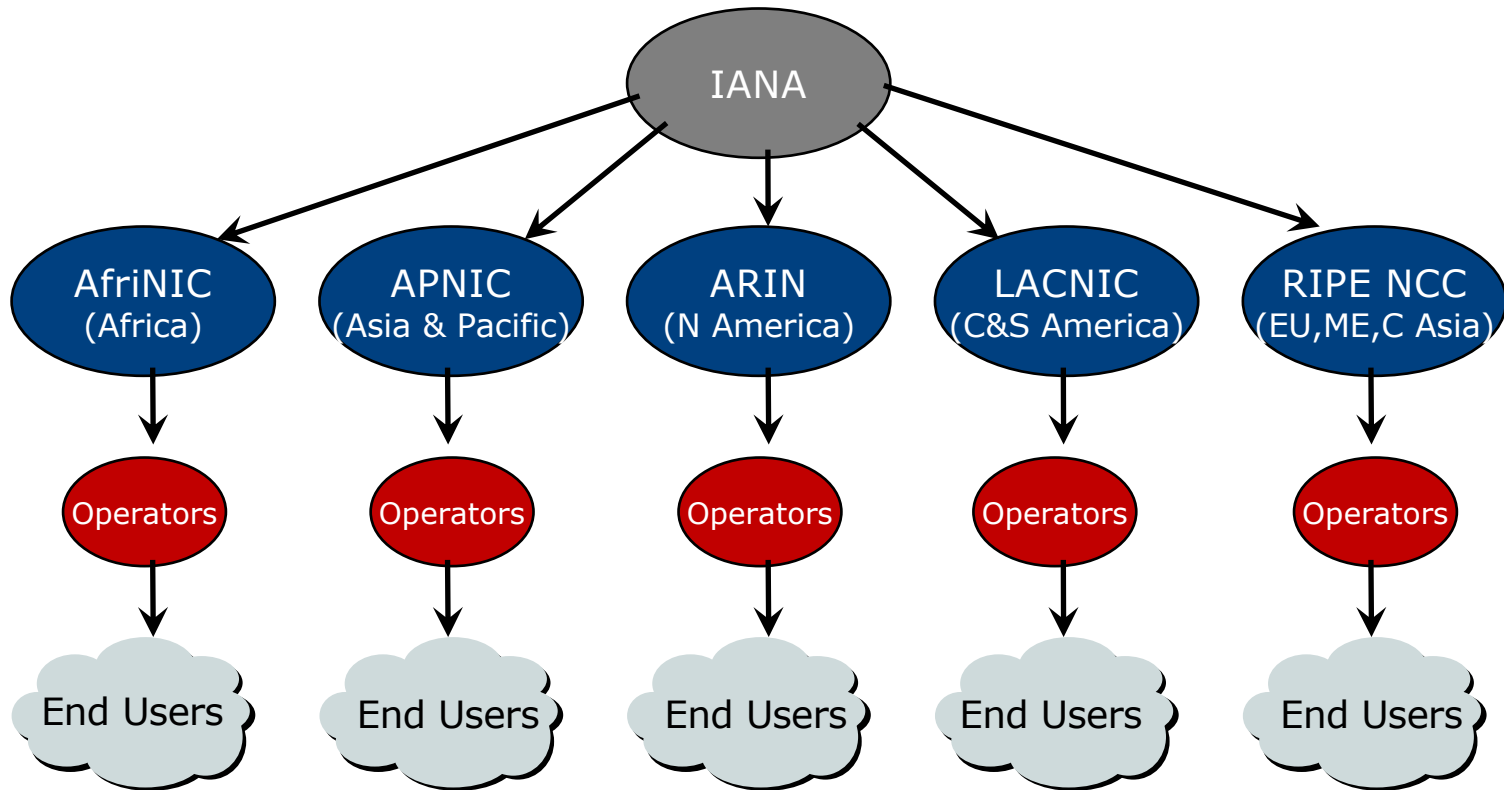 IANA
AfriNIC
(Africa)
APNIC
(Asia & Pacific)
ARIN
(N America)
LACNIC
(C&S America)
RIPE NCC
(EU,ME,C Asia)
Operators
Operators
Operators
Operators
Operators
End Users
End Users
End Users
End Users
End Users